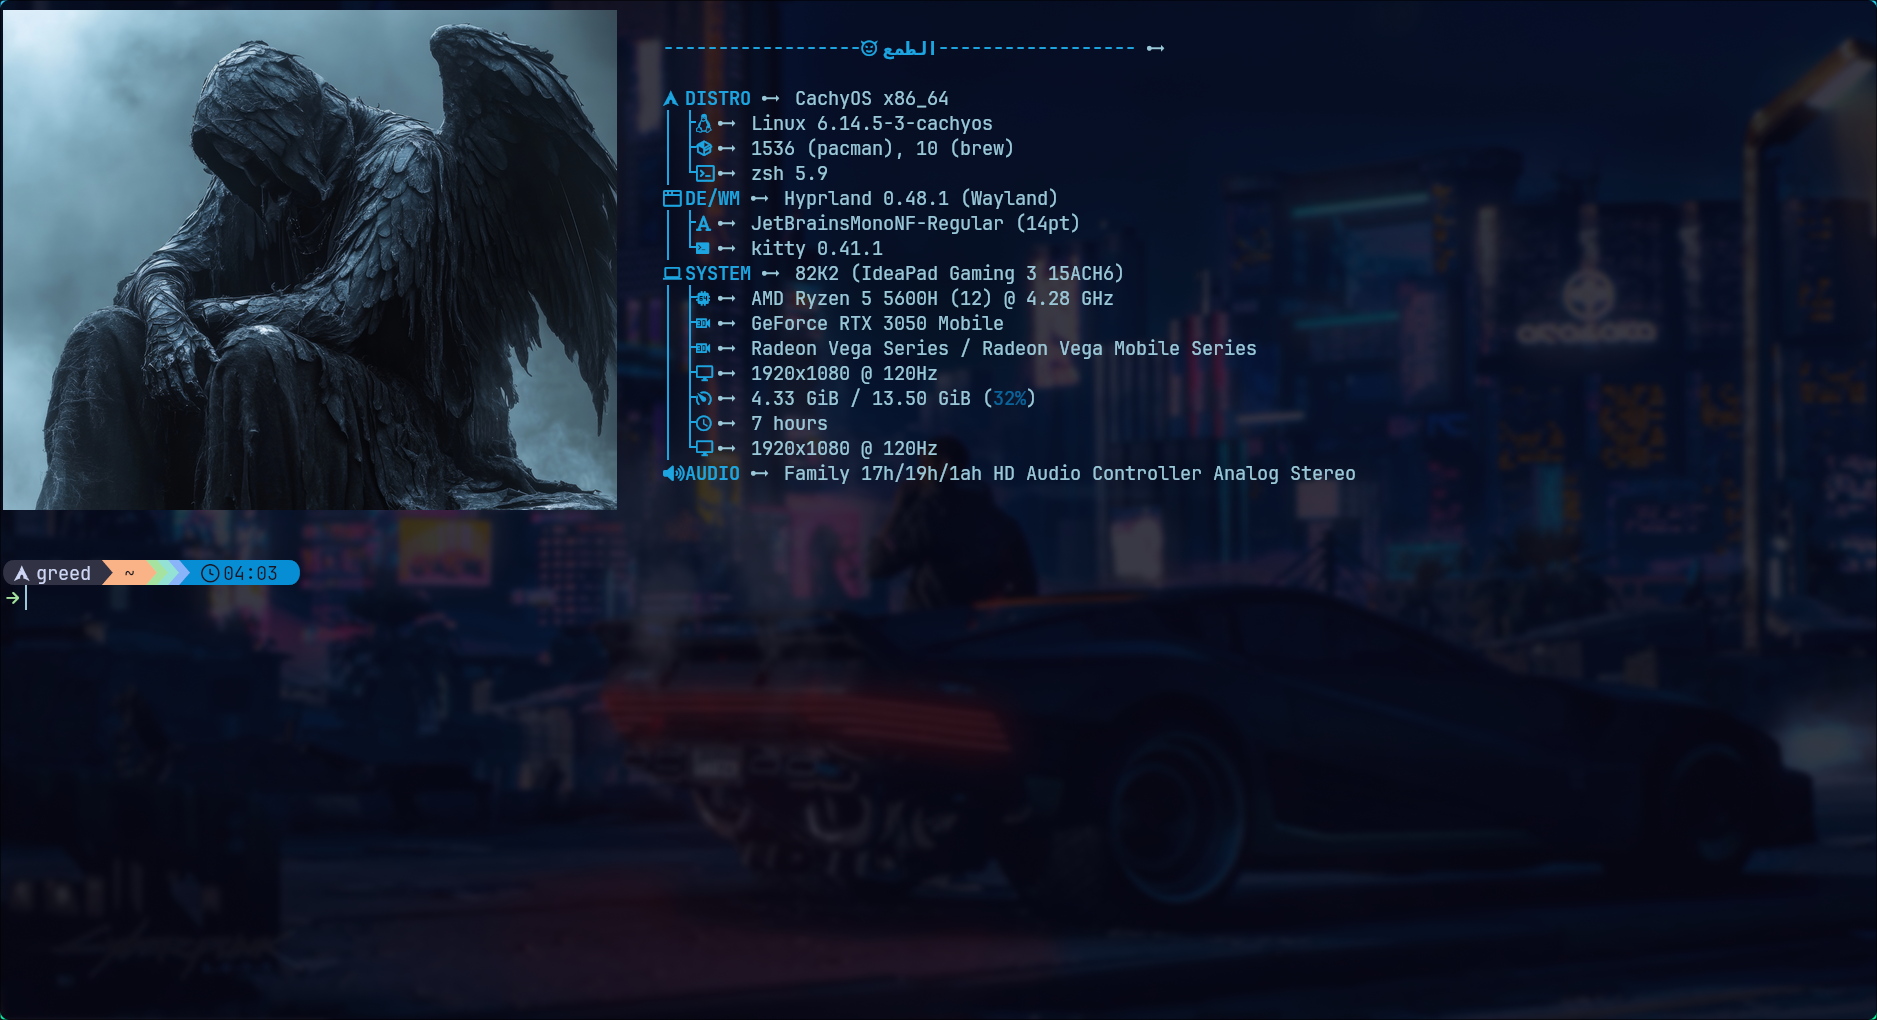 ------------------😈 الطمع------------------
DISTRO CachyOS x86_64
Linux 6.14.5-3-cachyos
1536 (pacman), 10 (brew)
zsh 5.9
DE/WM Hyprland 0.48.1 (Wayland)
JetBrainsMonoNF-Regular (14pt)
kitty 0.41.1
SYSTEM 82K2 (IdeaPad Gaming 3 15ACH6)
AMD Ryzen 5 5600H (12) @ 4.28 GHz
GeForce RTX 3050 Mobile
Radeon Vega Series / Radeon Vega Mobile Series
1920x1080 @ 120Hz
4.33 GiB / 13.50 GiB (32%)
7 hours
1920x1080 @ 120Hz
AUDIO Family 17h/19h/1ah HD Audio Controller Analog Stereo
greed ~ 04:03